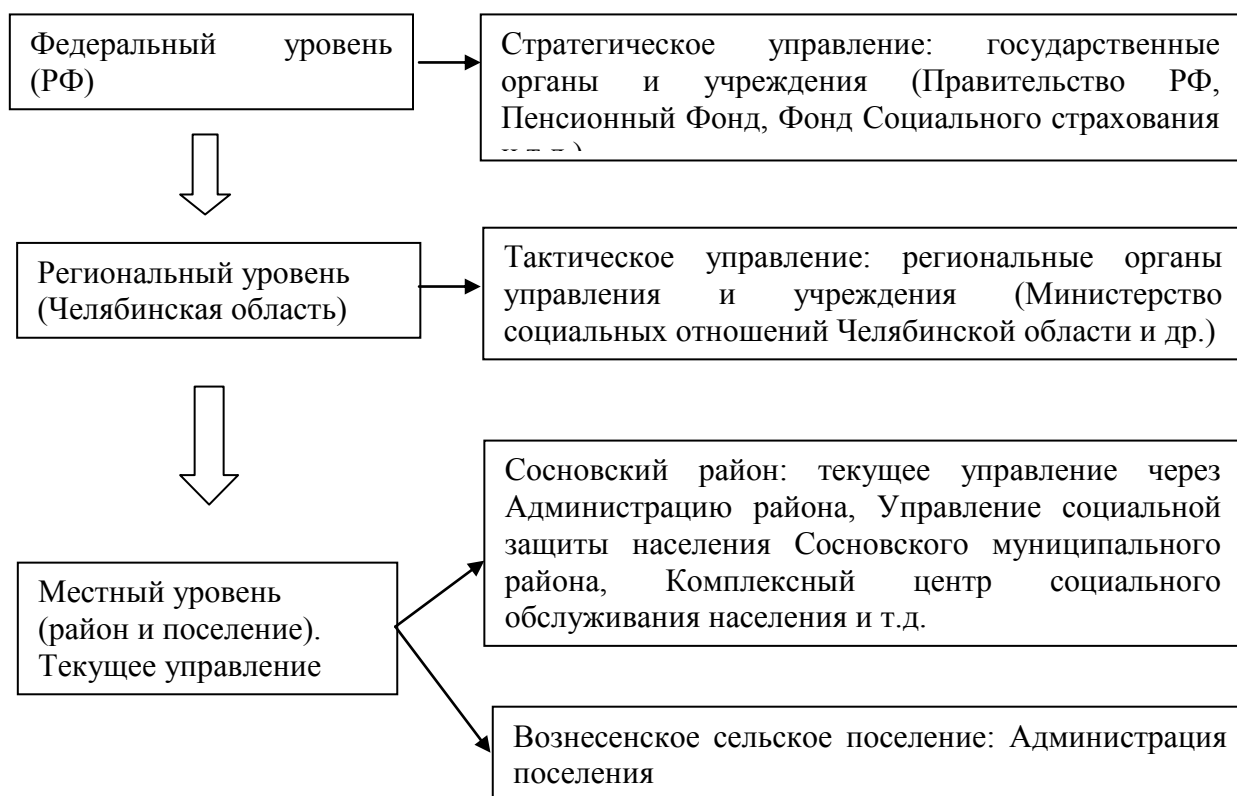 Федеральный уровень
(РФ)
Стратегическое управление: государственные
органы и учреждения (Правительство РФ,
Пенсионный Фонд, Фонд Социального страхования
и т.д.)
Региональный уровень
(Челябинская область)
Тактическое управление: региональные органы
управления и учреждения (Министерство
социальных отношений Челябинской области и др.)
Местный уровень
(район и поселение).
Текущее управление
Сосновский район: текущее управление через
Администрацию района, Управление социальной
защиты населения Сосновского муниципального
района, Комплексный центр социального
обслуживания населения и т.д.
Вознесенское сельское поселение: Администрация
поселения